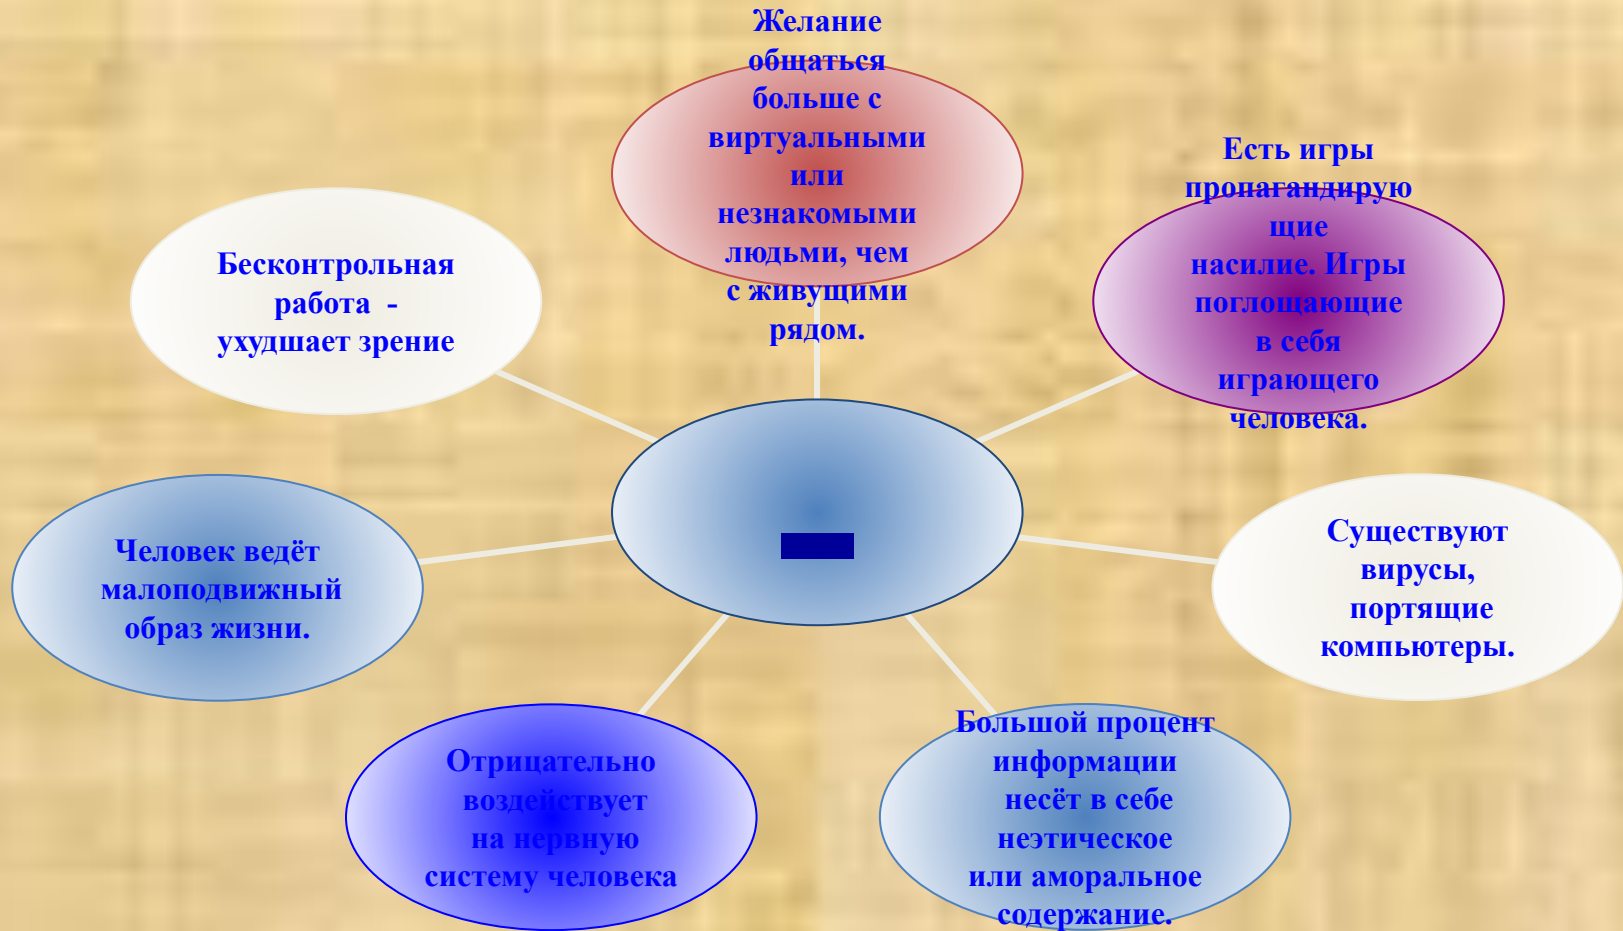 Желание
общаться
больше с
виртуальными
или
незнакомыми
людьми, чем
с живущими
рядом.
Есть игры
пропагандирую
щие
насилие. Игры
поглощающие
в себя
играющего
человека.
Существуют
вирусы,
портящие
компьютеры.
Большой процент
информации
несёт в себе
неэтическое
или аморальное
содержание.
Отрицательно
воздействует
на нервную
систему человека
Человек ведёт
малоподвижный
образ жизни.
Бесконтрольная
работа -
ухудшает зрение